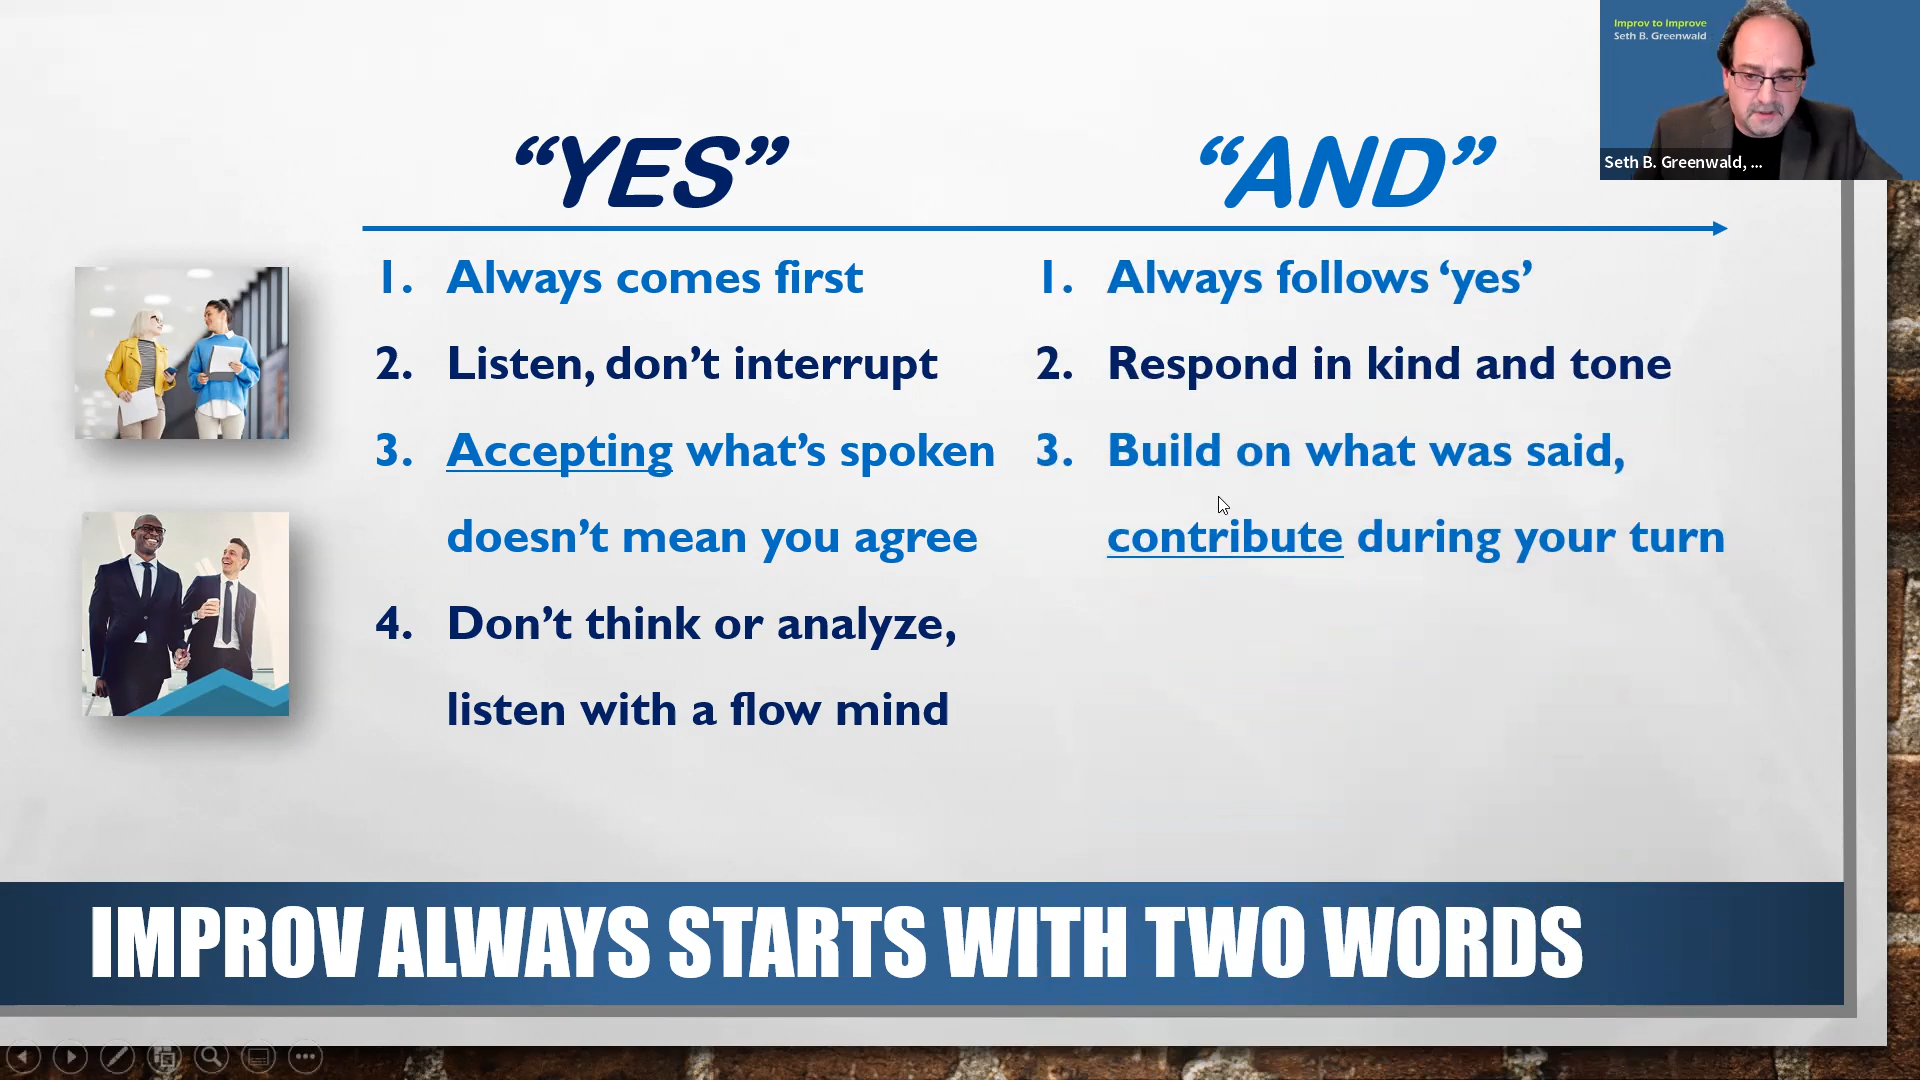 Improv to Improve
Seth B. Greenwald
Seth B. Greenwald, ...
“YES”
“AND”
1. Always comes first
2. Listen, don’t interrupt
3. Accepting what’s spoken
doesn’t mean you agree
4. Don’t think or analyze,
listen with a flow mind
1. Always follows ‘yes’
2. Respond in kind and tone
3. Build on what was said,
contribute during your turn
IMPROV ALWAYS STARTS WITH TWO WORDS